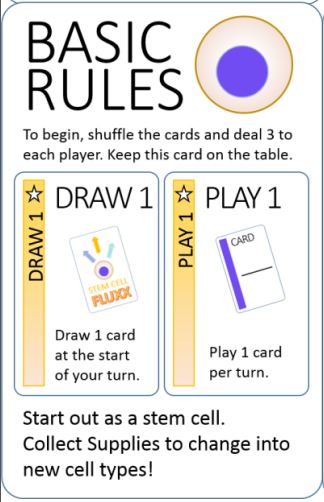 BASIC
RULES
To begin, shuffle the cards and deal 3 to
each player. Keep this card on the table.
DRAW 1
DRAW 1
STEM CELL
FLUXX
Draw 1 card
at the start
of your turn.
PLAY 1
PLAY 1
CARD
Play 1 card
per turn.
Start out as a stem cell.
Collect Supplies to change into
new cell types!